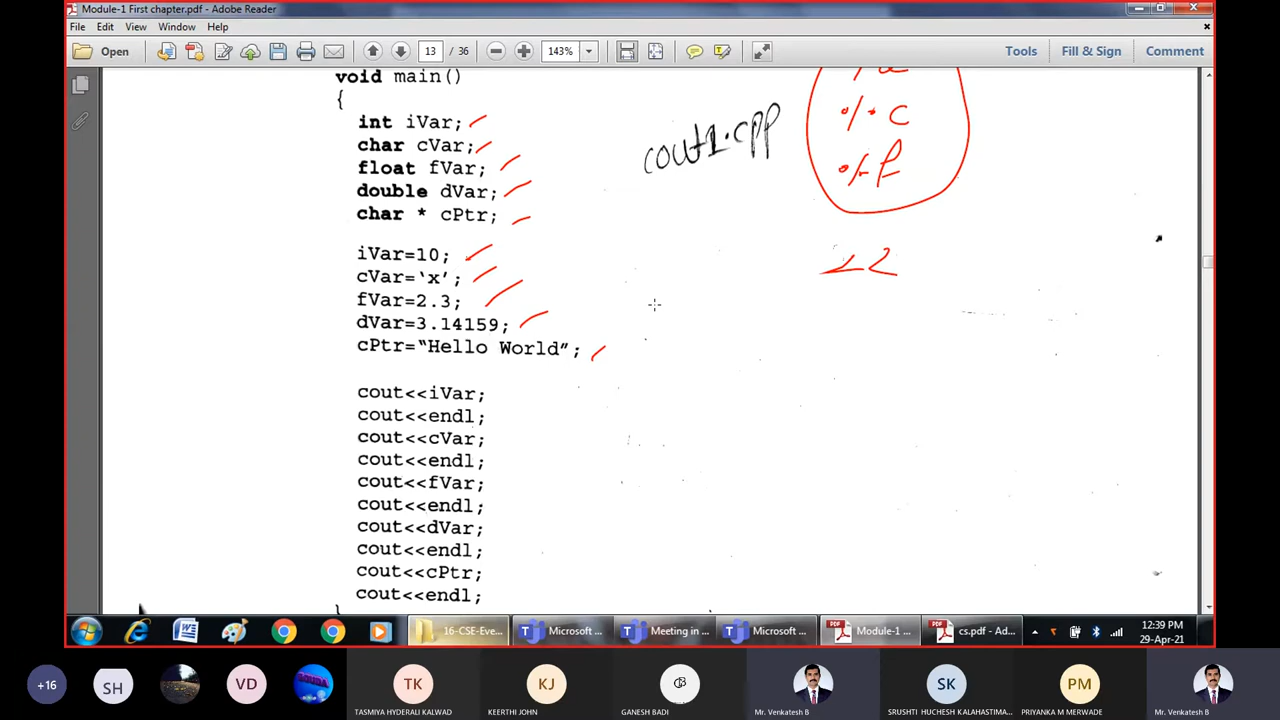 Module-1 First chapter.pdf - Adobe Reader
File Edit View Window Help
Open 13 / 36 143% Tools Fill & Sign Comment
void main()
{
int iVar;
char cVar;
float fVar;
double dVar;
char * cPtr;
cout1.cpp
%c
%f
<<
iVar=10;
cVar=‘x’;
fVar=2.3;
dVar=3.14159;
cPtr=“Hello World”;
cout<<iVar;
cout<<endl;
cout<<cVar;
cout<<endl;
cout<<fVar;
cout<<endl;
cout<<dVar;
cout<<endl;
cout<<cPtr;
cout<<endl;
16-CSE-Eve... Microsoft ... Meeting in ... Microsoft ... Module-1 ... cs.pdf - Ad... 12:39 PM
29-Apr-21
+16 SH VD TK KJ SK PM
TASMIYA HYDERALI KALWAD KEERTHI JOHN GANESH BADI Mr. Venkatesh B SRUSHTI HUCHESH KALAHASTIMA... PRIYANKA M MERWADE Mr. Venkatesh B